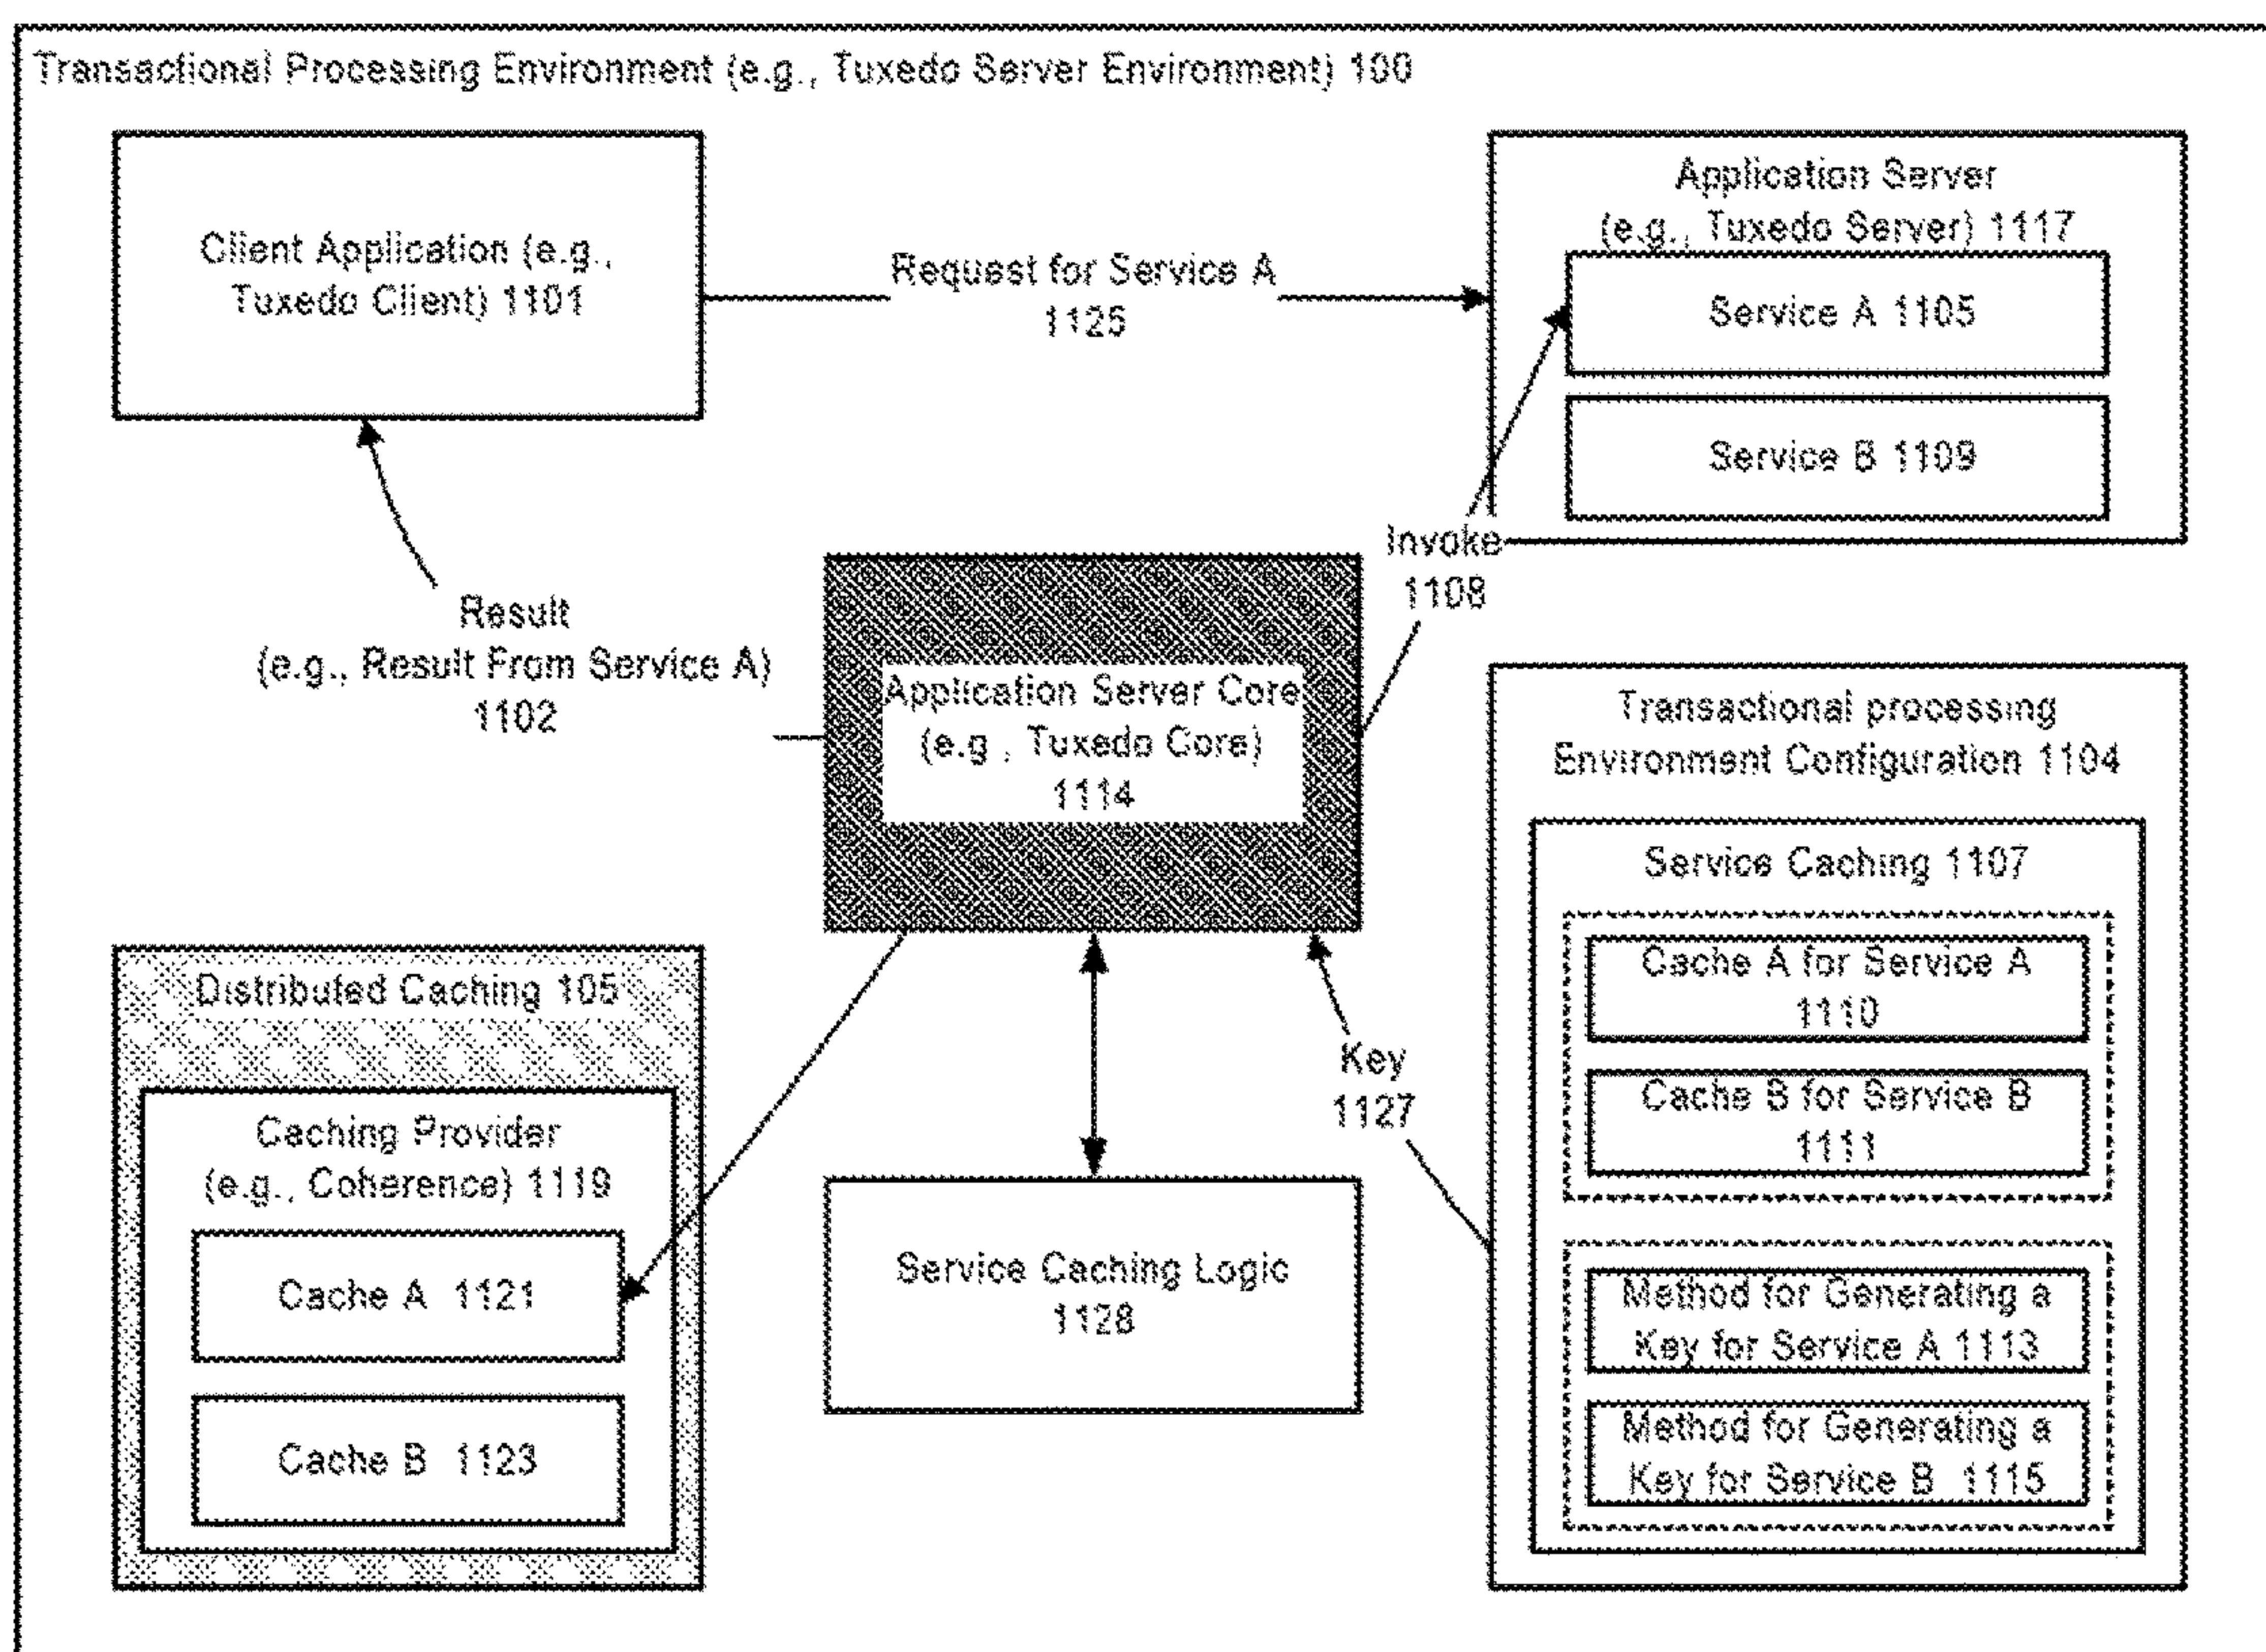 Transactional Processing Environment (e.g., Tuxedo Server Environment) 100
Client Application (e.g.,
Tuxedo Client) 1101
Request for Service A
1125
Application Server
(e.g., Tuxedo Server) 1117
Service A 1105
Service B 1109
Invoke
1108
Result
(e.g., Result From Service A)
1102
Application Server Core
(e.g., Tuxedo Core)
1114
Transactional processing
Environment Configuration 1104
Service Caching 1107
Cache A for Service A
1110
Cache B for Service B
1111
Method for Generating a
Key for Service A 1113
Method for Generating a
Key for Service B 1115
Key
1127
Distributed Caching 105
Caching Provider
(e.g., Coherence) 1119
Cache A 1121
Cache B 1123
Service Caching Logic
1128